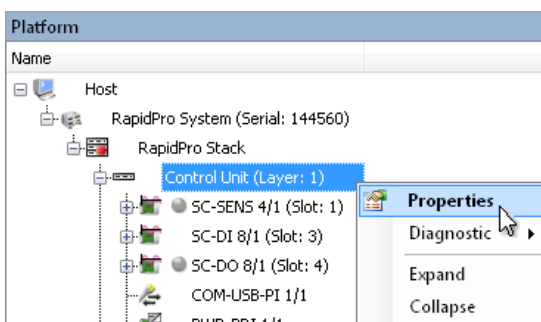 Platform
Name
Host
RapidPro System (Serial: 144560)
RapidPro Stack
Control Unit (Layer: 1)
SC-SENS 4/1 (Slot: 1)
Properties
SC-DI 8/1 (Slot: 3)
Diagnostic
SC-DO 8/1 (Slot: 4)
Expand
COM-USB-PI 1/1
Collapse